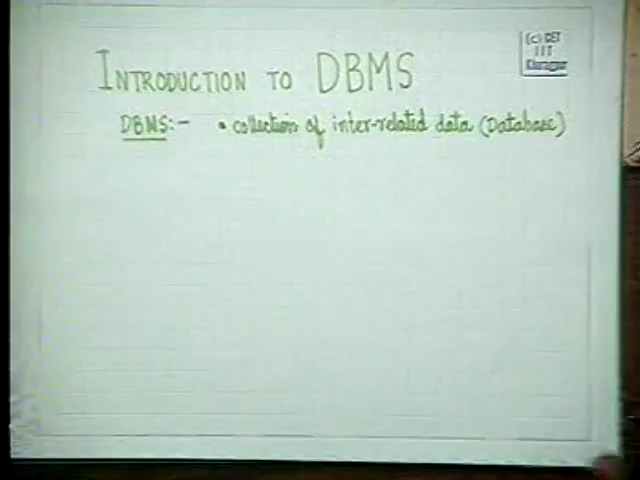 INTRODUCTION TO DBMS
(c) CET
IIT
Kharagpur
DBMS:- • collection of inter-related data (Database)